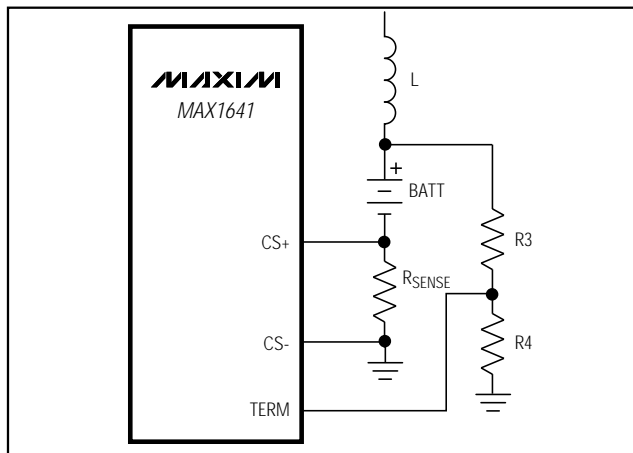 MAXIM
MAX1641
L
+
BATT
CS+
RSENSE
R3
CS-
R4
TERM